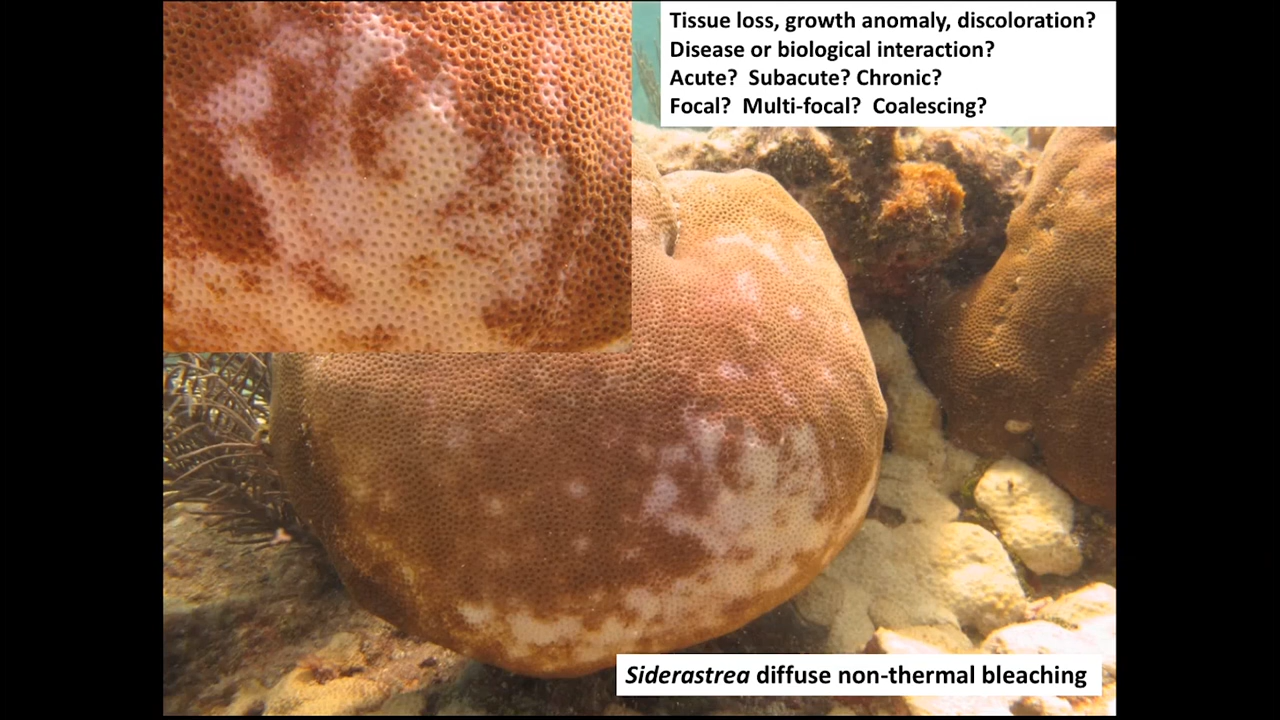 Tissue loss, growth anomaly, discoloration?
Disease or biological interaction?
Acute? Subacute? Chronic?
Focal? Multi-focal? Coalescing?
Siderastrea diffuse non-thermal bleaching